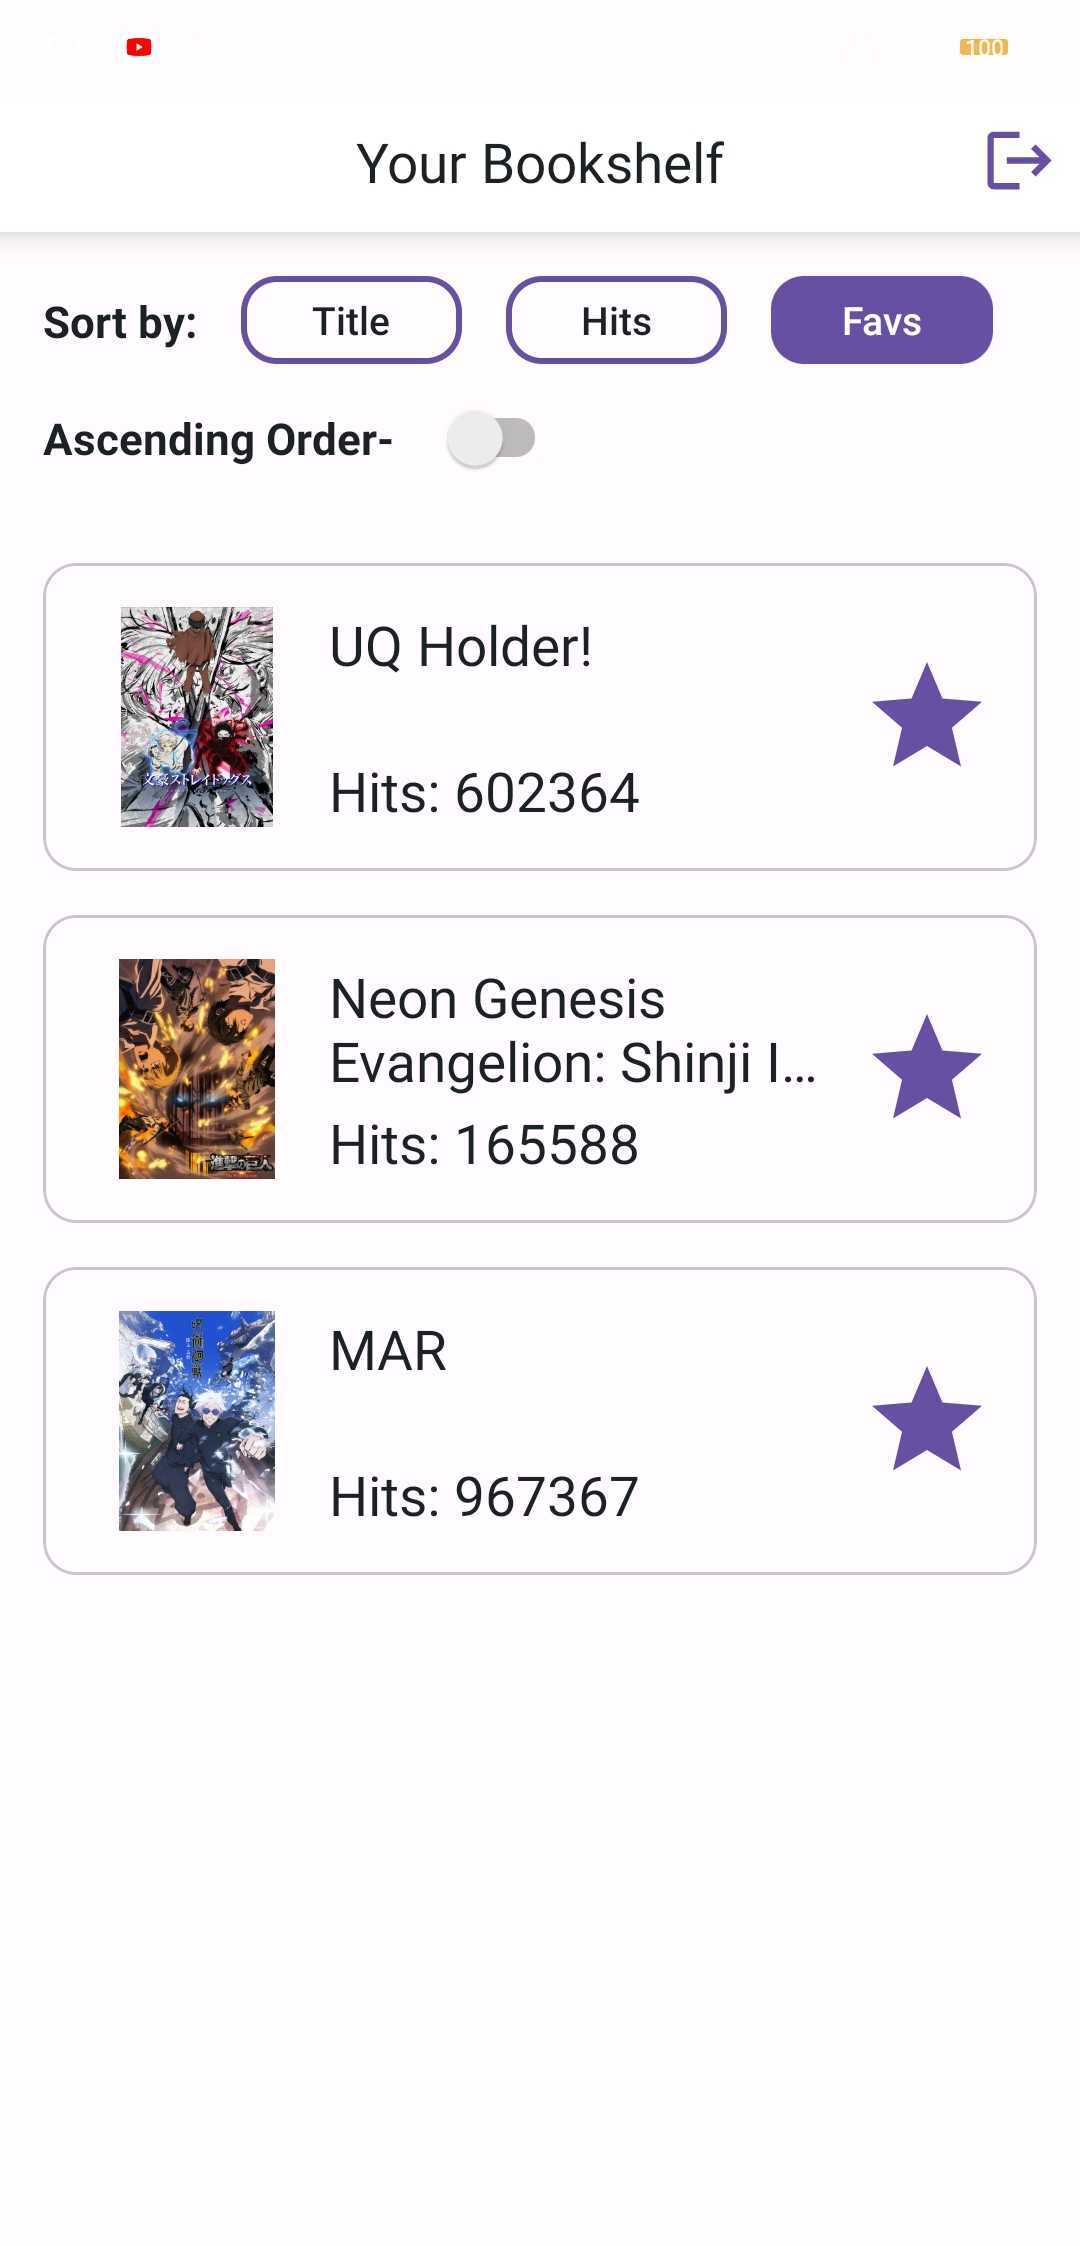 100
Your Bookshelf
Sort by:
Title
Hits
Favs
Ascending Order-
UQ Holder!
文豪ストレイドッグス
Hits: 602364
Neon Genesis
Evangelion: Shinji I...
進撃の巨人
Hits: 165588
MAR
Hits: 967367